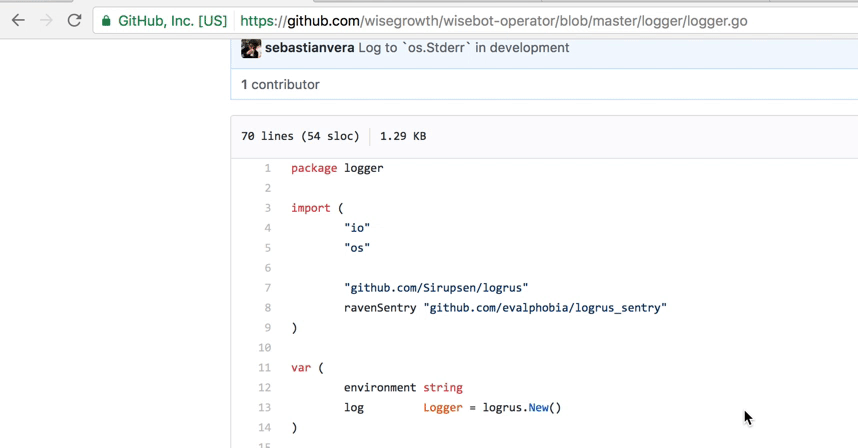 GitHub, Inc. [US] https://github.com/wisegrowth/wisebot-operator/blob/master/logger/logger.go
sebastianvera Log to `os.Stderr` in development
1 contributor
70 lines (54 sloc) 1.29 KB
1 package logger
2
3 import (
4 "io"
5 "os"
6
7 "github.com/Sirupsen/logrus"
8 ravenSentry "github.com/evalphobia/logrus_sentry"
9 )
10
11 var (
12 environment string
13 log Logger = logrus.New()
14 )
15